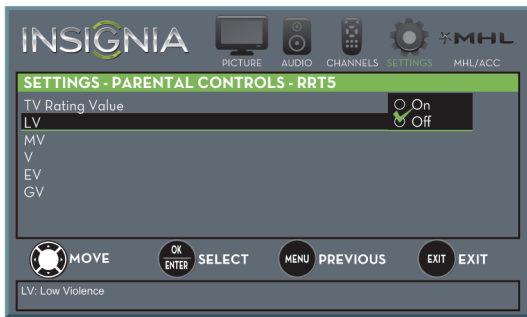 INSIGNIA
PICTURE AUDIO CHANNELS SETTINGS MHL MHL/ACC
SETTINGS - PARENTAL CONTROLS - RRT5
TV Rating Value On
LV Off
MV
V
EV
GV
MOVE OK ENTER SELECT MENU PREVIOUS EXIT EXIT
LV: Low Violence